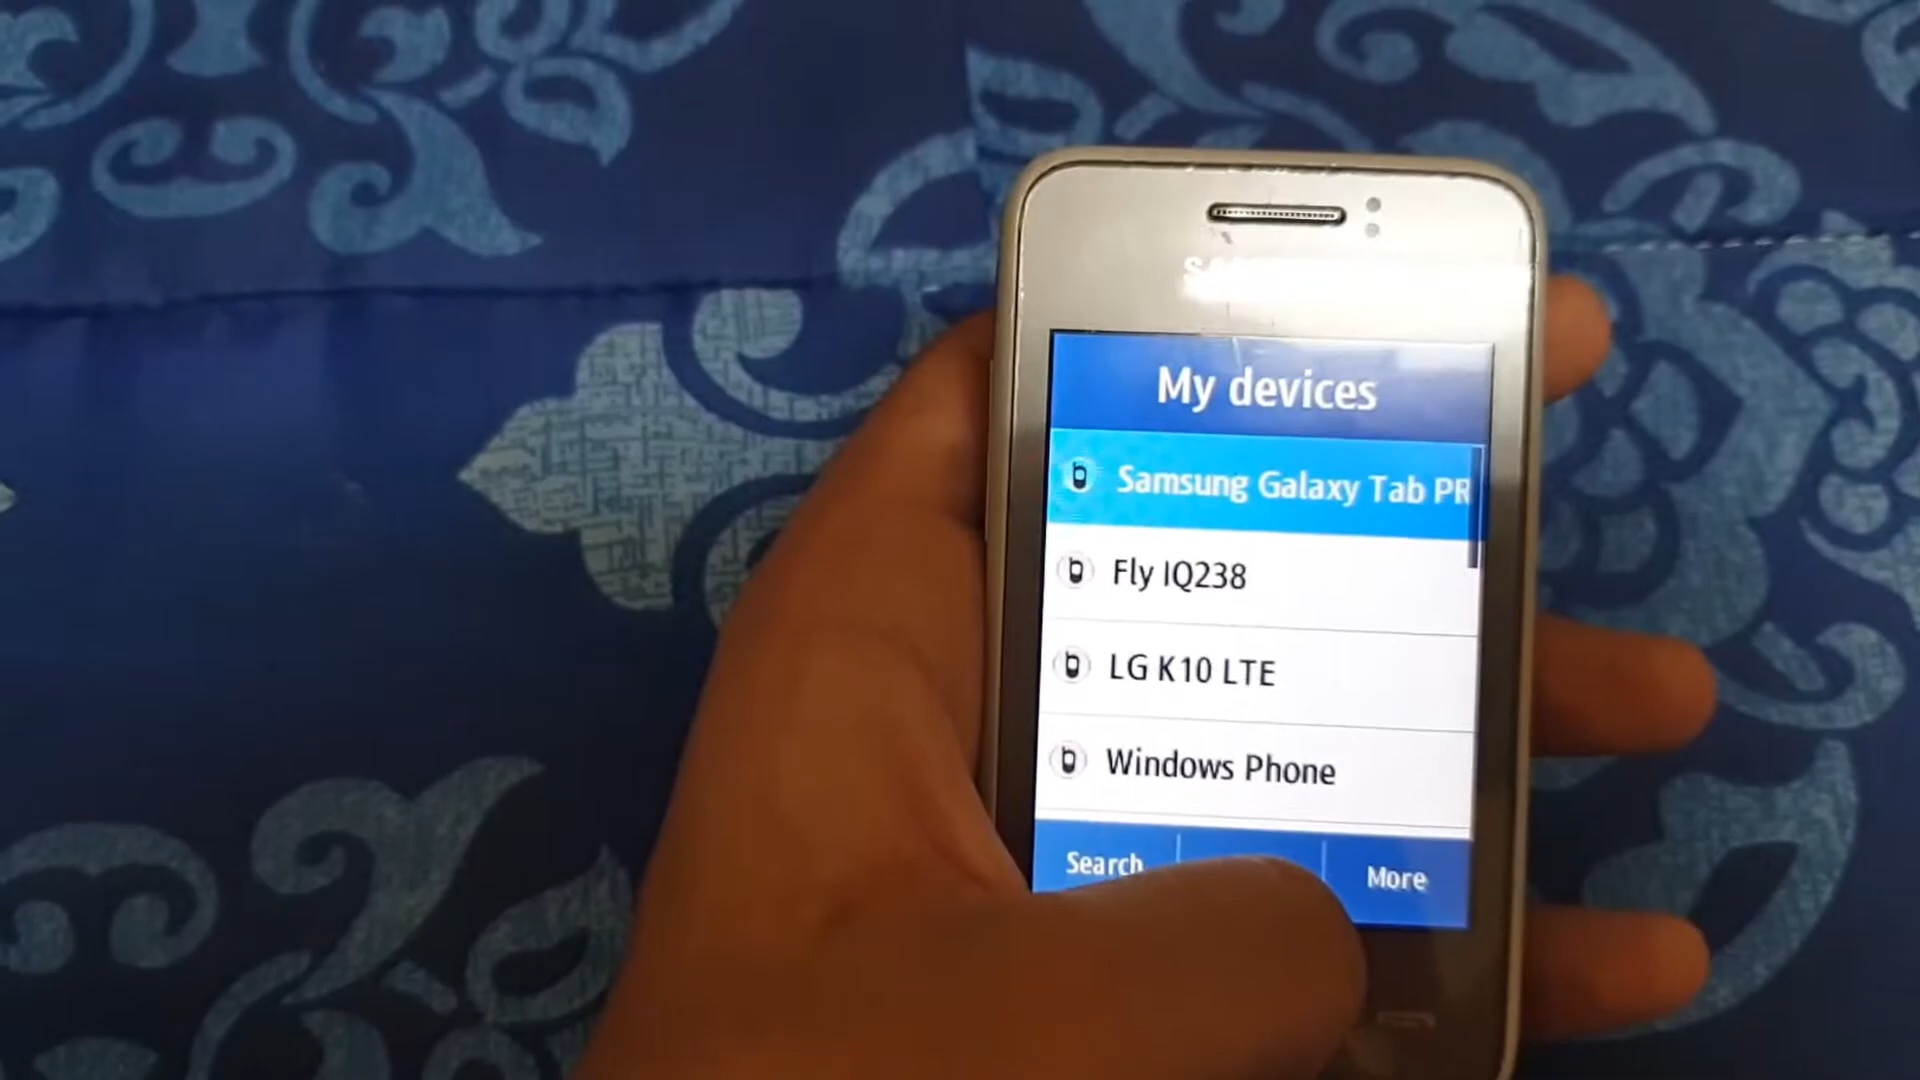 My devices
Samsung Galaxy Tab PR
Fly IQ238
LG K10 LTE
Windows Phone
Search
More